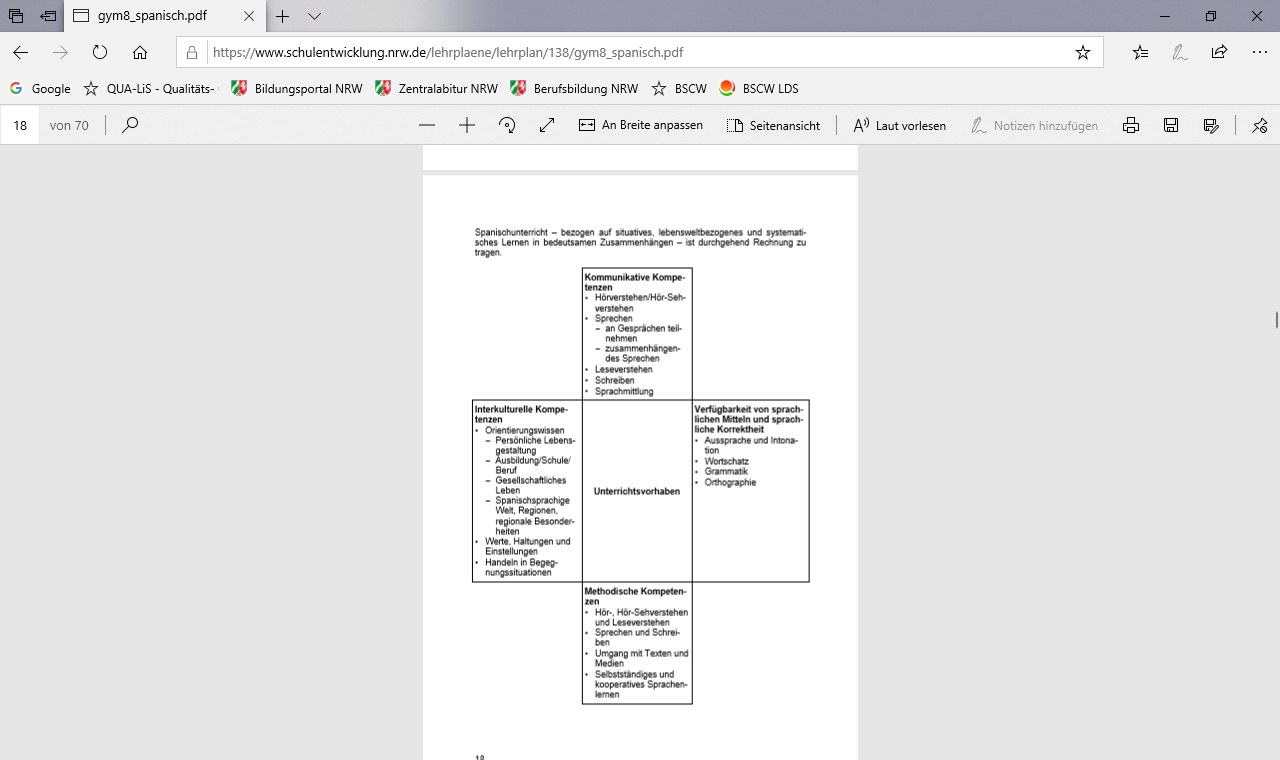 gym8_spanisch.pdf
https://www.schulentwicklung.nrw.de/lehrplaene/lehrplan/138/gym8_spanisch.pdf
Google QUA-LiS - Qualitäts- Bildungsportal NRW Zentralabitur NRW Berufsbildung NRW BSCW BSCW LDS
18 von 70 An Breite anpassen Seitenansicht Laut vorlesen Notizen hinzufügen
Spanischunterricht – bezogen auf situatives, lebensweltbezogenes und systemati-
sches Lernen in bedeutsamen Zusammenhängen – ist durchgehend Rechnung zu
tragen.
Kommunikative Kompe-
tenzen
• Hörverstehen/Hör-Seh-
verstehen
• Sprechen
– an Gesprächen teil-
nehmen
– zusammenhängen-
des Sprechen
• Leseverstehen
• Schreiben
• Sprachmittlung
Interkulturelle Kompe-
tenzen
• Orientierungswissen
– Persönliche Lebens-
gestaltung
– Ausbildung/Schule/
Beruf
– Gesellschaftliches
Leben
– Spanischsprachige
Welt, Regionen,
regionale Besonder-
heiten
• Werte, Haltungen und
Einstellungen
• Handeln in Begeg-
nungssituationen
Unterrichtsvorhaben
Verfügbarkeit von sprach-
lichen Mitteln und sprach-
liche Korrektheit
• Aussprache und Intona-
tion
• Wortschatz
• Grammatik
• Orthographie
Methodische Kompeten-
zen
• Hör-, Hör-Sehverstehen
und Leseverstehen
• Sprechen und Schrei-
ben
• Umgang mit Texten und
Medien
• Selbstständiges und
kooperatives Sprachen-
lernen
18